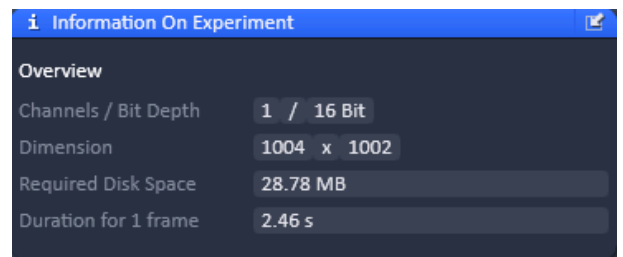 i Information On Experiment
Overview
Channels / Bit Depth 1 / 16 Bit
Dimension 1004 x 1002
Required Disk Space 28.78 MB
Duration for 1 frame 2.46 s